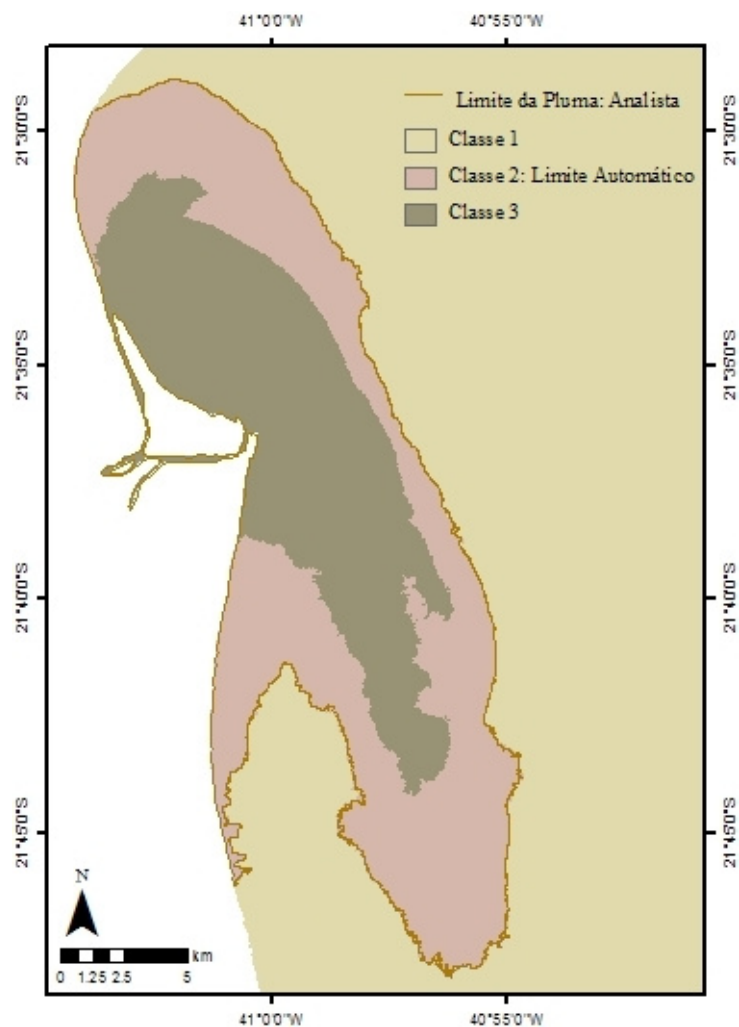 41°0'0"W 40°55'0"W
21°30'0"S 21°30'0"S
Limite da Pluma: Analista
Classe 1
Classe 2: Limite Automático
Classe 3
21°35'0"S 21°35'0"S
21°40'0"S 21°40'0"S
21°45'0"S 21°45'0"S
N
km
0 1.25 2.5 5
41°0'0"W 40°55'0"W